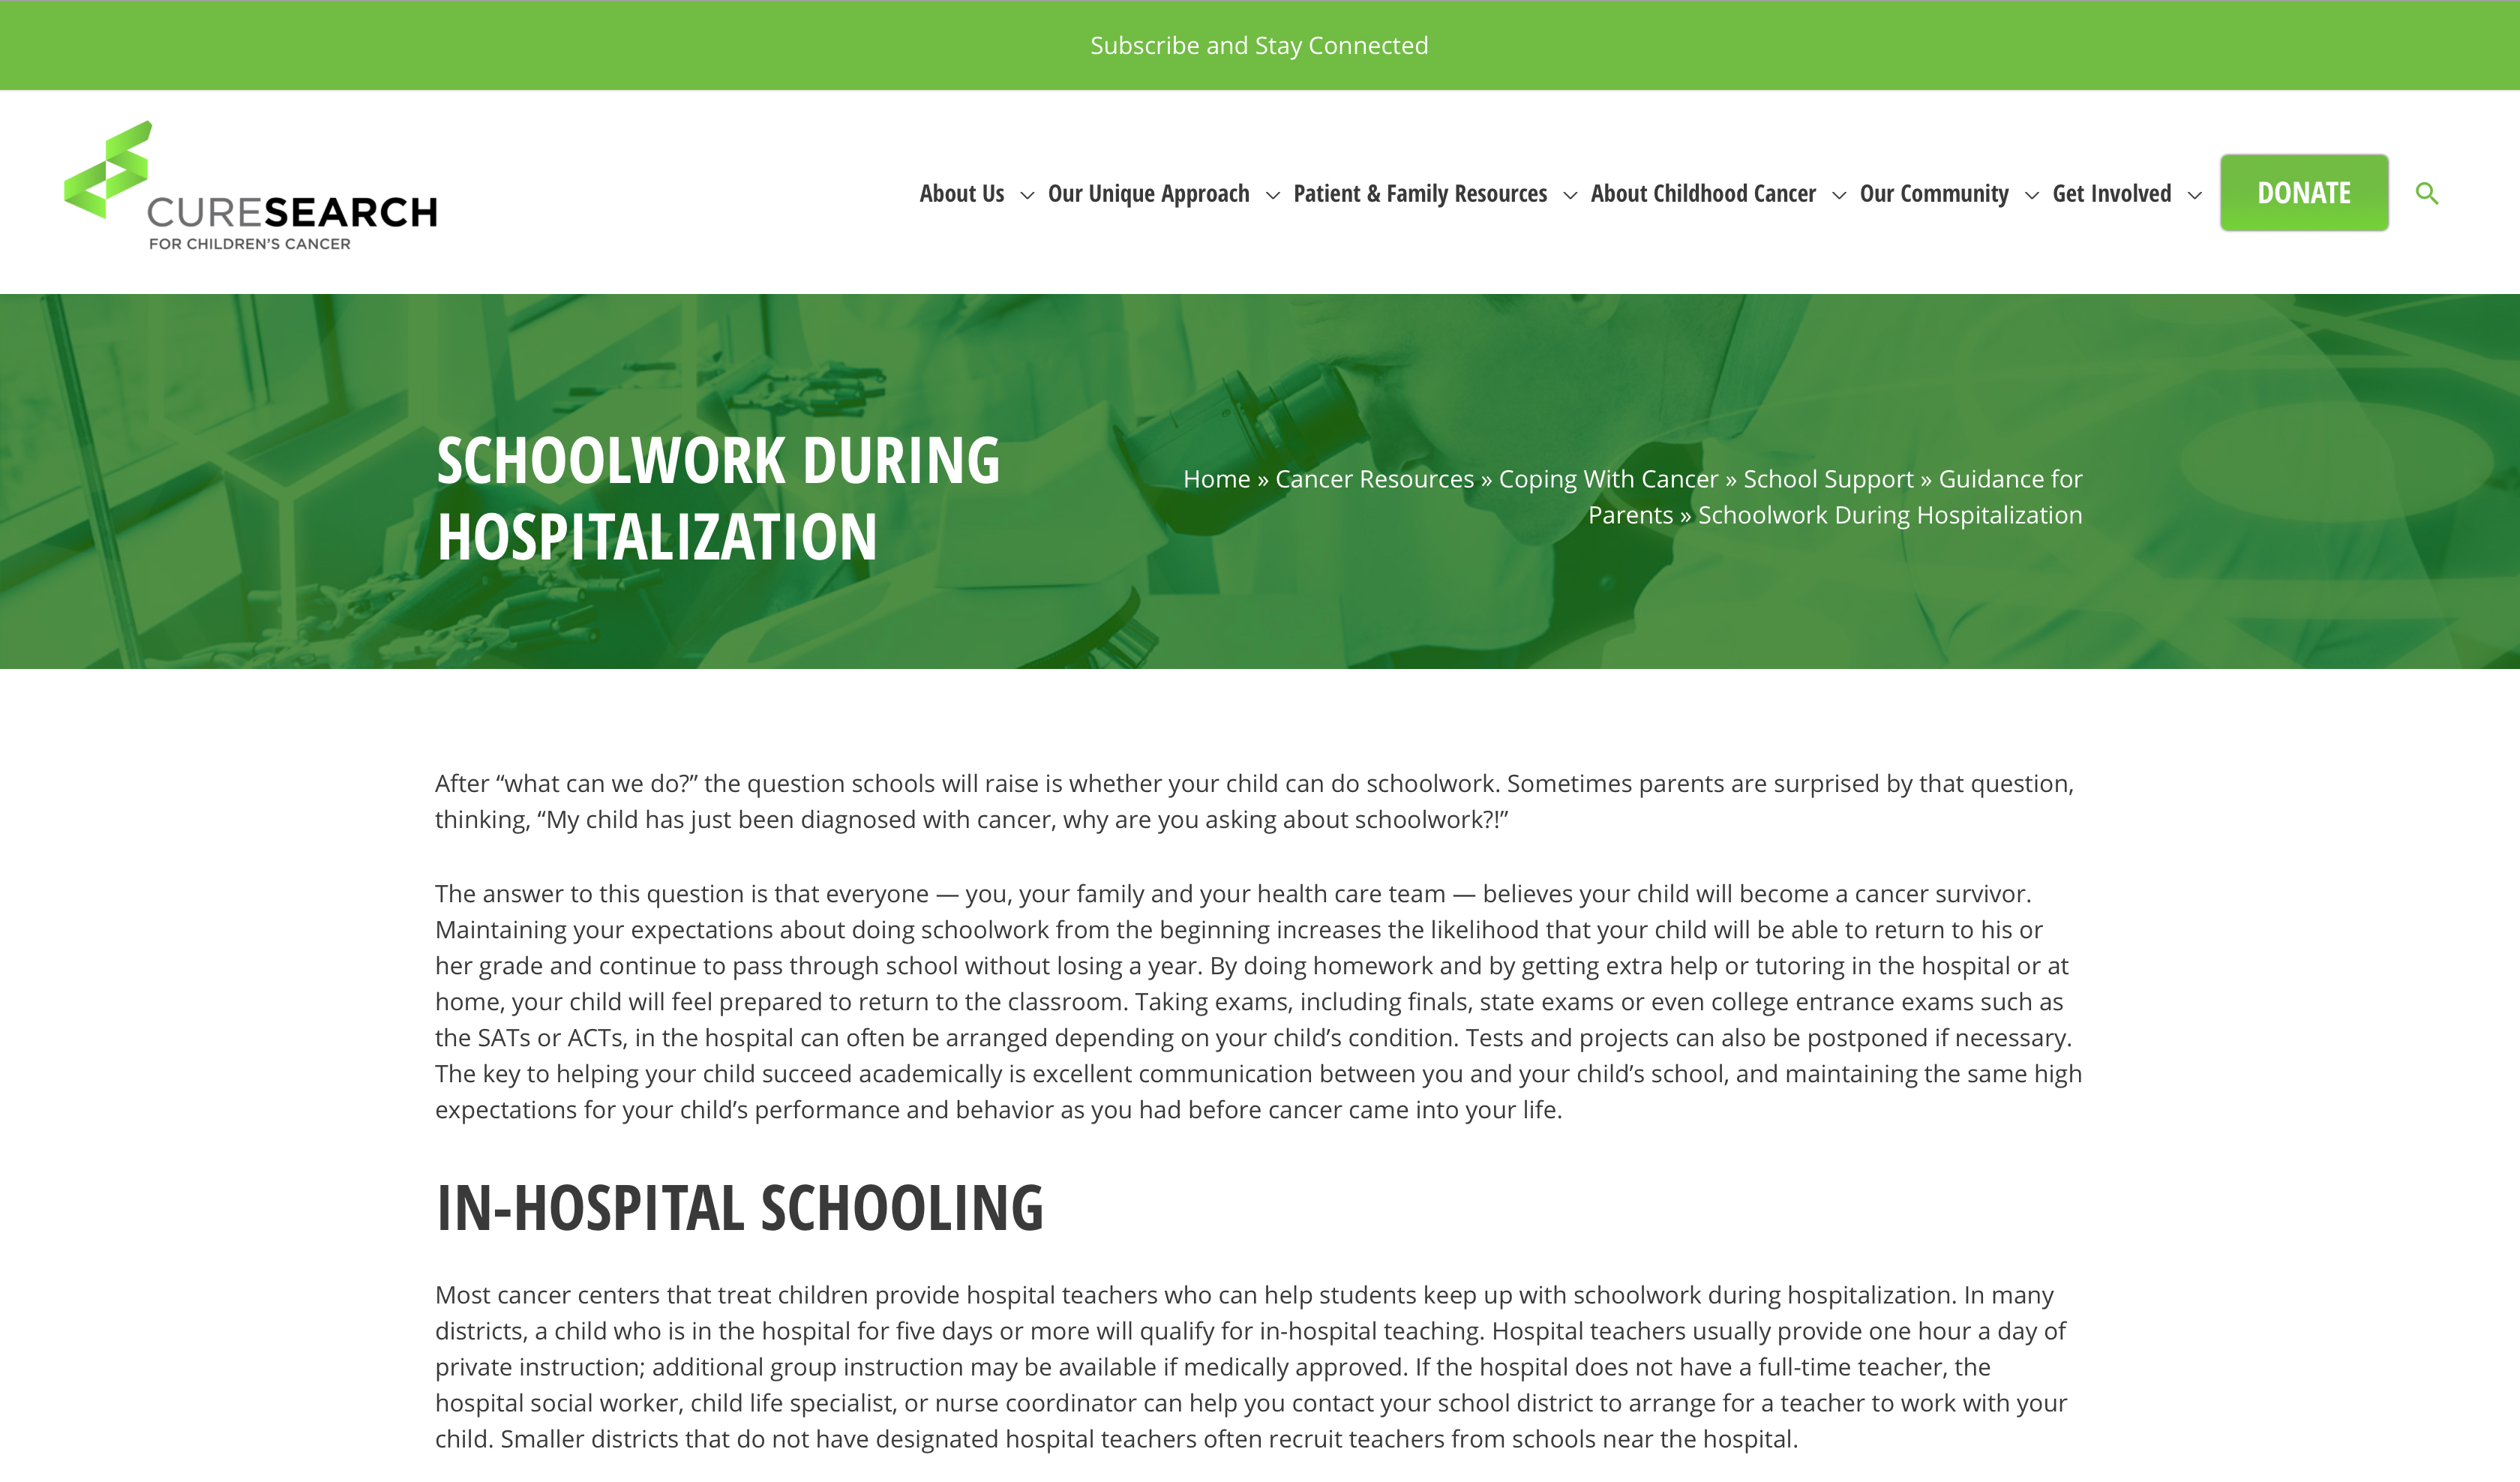 Subscribe and Stay Connected
CURESEARCH
FOR CHILDREN'S CANCER
About Us Our Unique Approach Patient & Family Resources About Childhood Cancer Our Community Get Involved DONATE
SCHOOLWORK DURING
HOSPITALIZATION
Home » Cancer Resources » Coping With Cancer » School Support » Guidance for
Parents » Schoolwork During Hospitalization
After “what can we do?” the question schools will raise is whether your child can do schoolwork. Sometimes parents are surprised by that question,
thinking, “My child has just been diagnosed with cancer, why are you asking about schoolwork?!”
The answer to this question is that everyone — you, your family and your health care team — believes your child will become a cancer survivor.
Maintaining your expectations about doing schoolwork from the beginning increases the likelihood that your child will be able to return to his or
her grade and continue to pass through school without losing a year. By doing homework and by getting extra help or tutoring in the hospital or at
home, your child will feel prepared to return to the classroom. Taking exams, including finals, state exams or even college entrance exams such as
the SATs or ACTs, in the hospital can often be arranged depending on your child’s condition. Tests and projects can also be postponed if necessary.
The key to helping your child succeed academically is excellent communication between you and your child’s school, and maintaining the same high
expectations for your child’s performance and behavior as you had before cancer came into your life.
IN-HOSPITAL SCHOOLING
Most cancer centers that treat children provide hospital teachers who can help students keep up with schoolwork during hospitalization. In many
districts, a child who is in the hospital for five days or more will qualify for in-hospital teaching. Hospital teachers usually provide one hour a day of
private instruction; additional group instruction may be available if medically approved. If the hospital does not have a full-time teacher, the
hospital social worker, child life specialist, or nurse coordinator can help you contact your school district to arrange for a teacher to work with your
child. Smaller districts that do not have designated hospital teachers often recruit teachers from schools near the hospital.